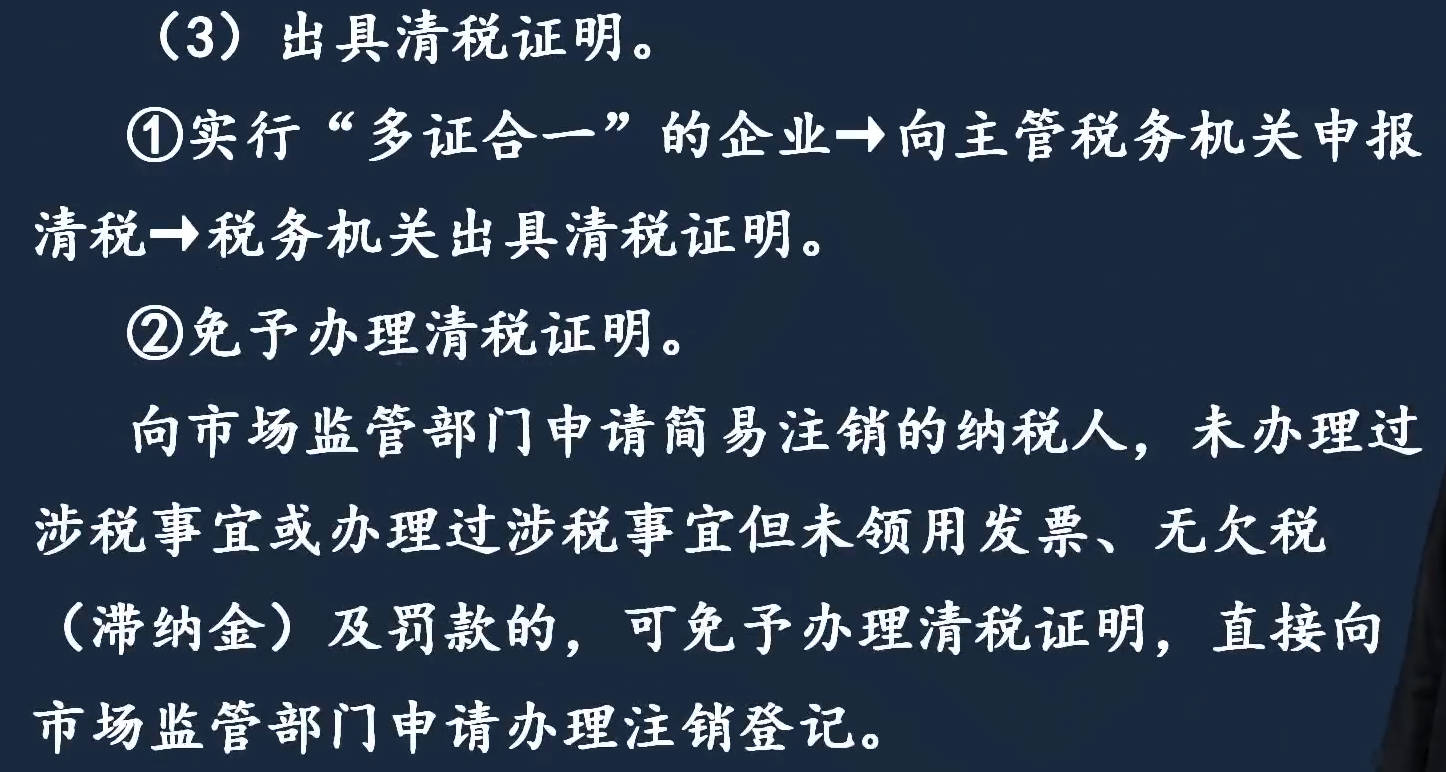 （3）出具清税证明。
①实行“多证合一”的企业→向主管税务机关申报
清税→税务机关出具清税证明。
②免予办理清税证明。
向市场监管部门申请简易注销的纳税人，未办理过
涉税事宜或办理过涉税事宜但未领用发票、无欠税
（滞纳金）及罚款的，可免予办理清税证明，直接向
市场监管部门申请办理注销登记。